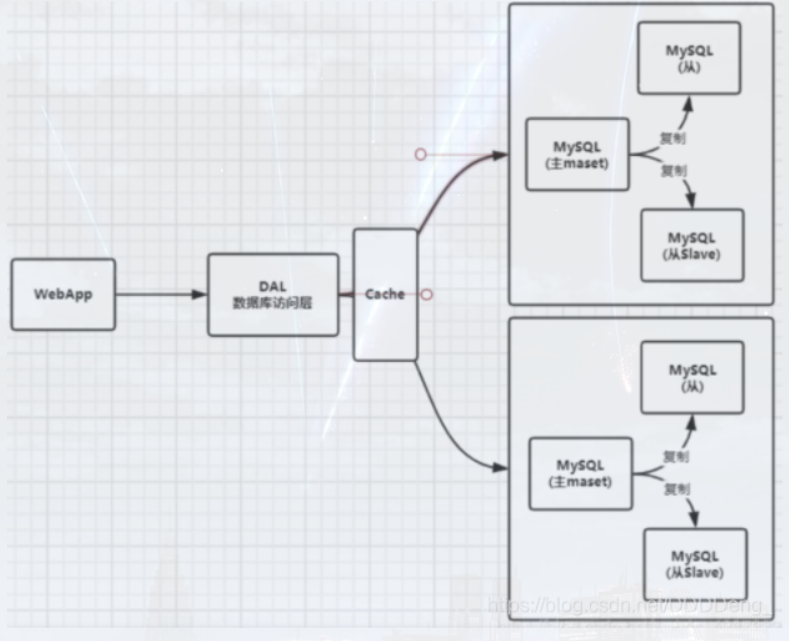 WebApp
DAL
数据库访问层
Cache
MySQL
(从)
MySQL
(主maset)
复制
复制
MySQL
(从Slave)
MySQL
(从)
MySQL
(主maset)
复制
复制
MySQL
(从Slave)
https://blog.csdn.net/DDDDeng_